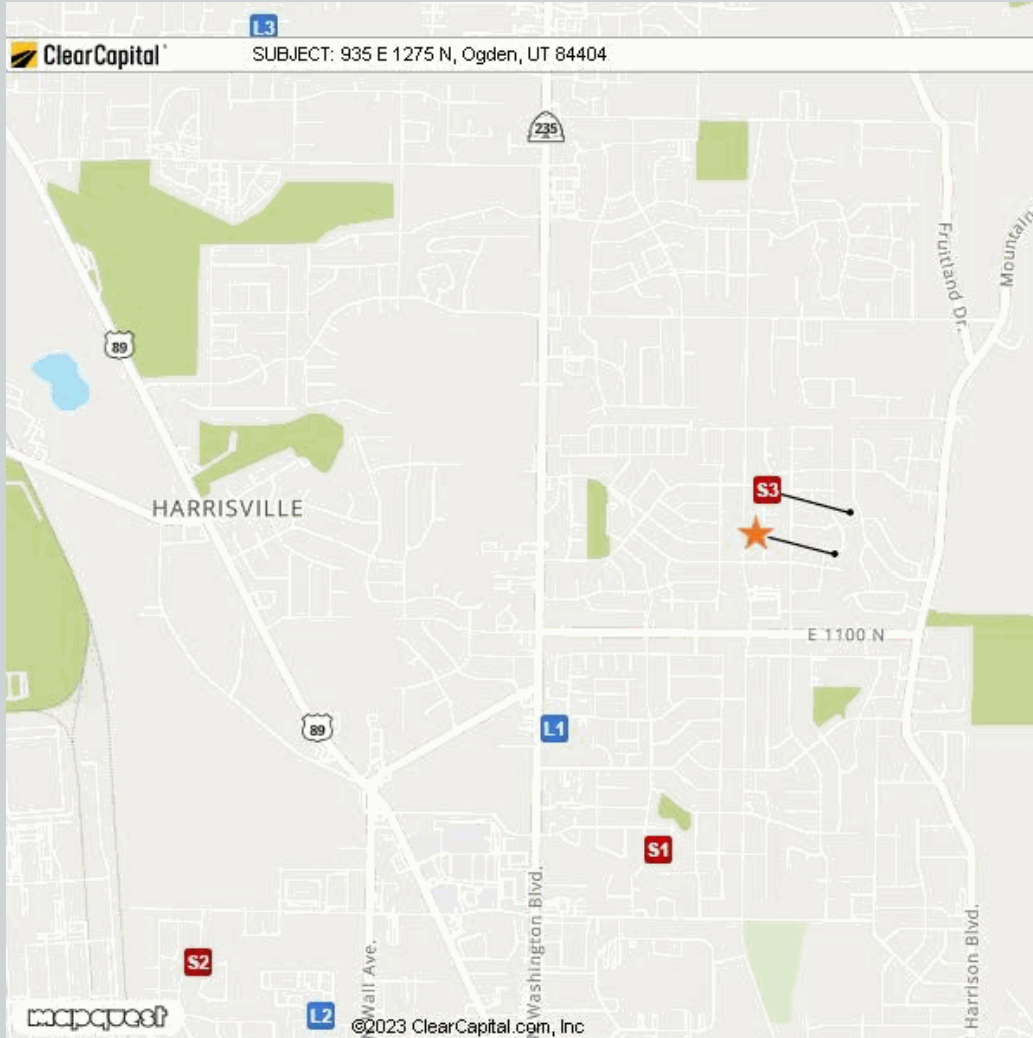 L3
ClearCapital
SUBJECT: 935 E 1275 N, Ogden, UT 84404
235
Fruitland Dr.
Mountain
89
S3
HARRISVILLE
E 1100 N
89
L1
S1
N Washington Blvd.
Harrison Blvd.
Wall Ave.
S2
L2
mapquest
©2023 ClearCapital.com, Inc